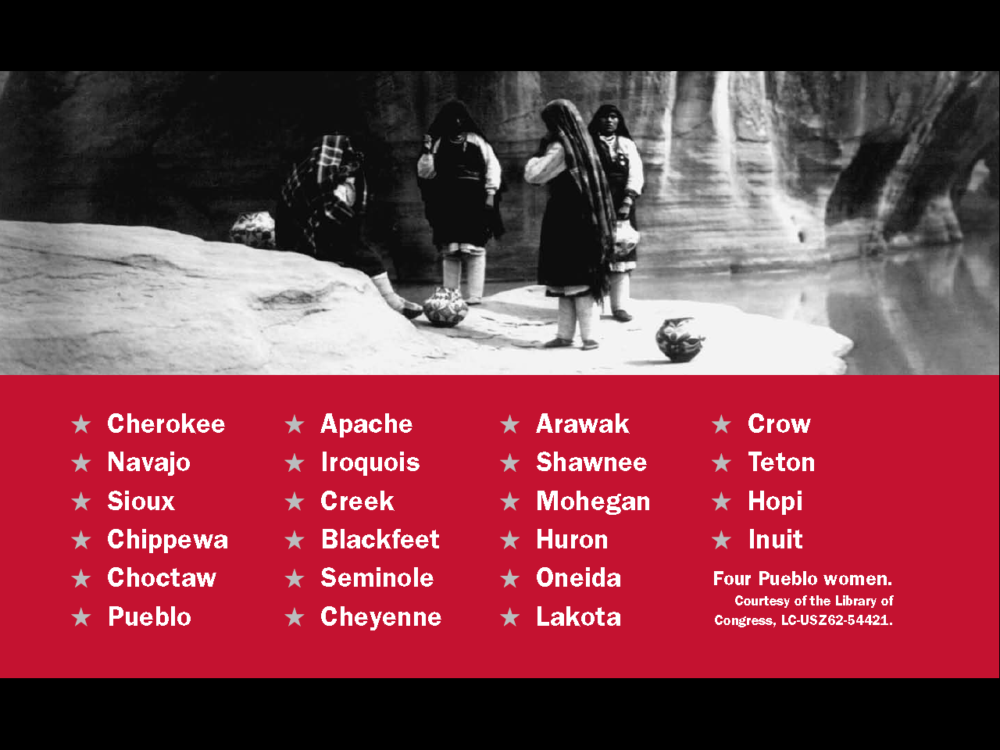 ★ Cherokee
★ Navajo
★ Sioux
★ Chippewa
★ Choctaw
★ Pueblo
★ Apache
★ Iroquois
★ Creek
★ Blackfeet
★ Seminole
★ Cheyenne
★ Arawak
★ Shawnee
★ Mohegan
★ Huron
★ Oneida
★ Lakota
★ Crow
★ Teton
★ Hopi
★ Inuit
Four Pueblo women.
Courtesy of the Library of
Congress, LC-USZ62-54421.